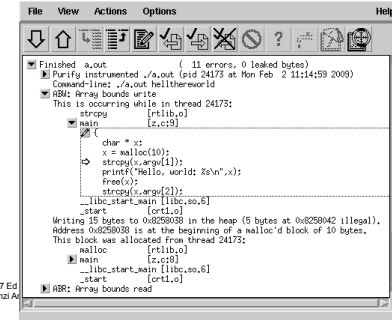 File View Actions Options Help
Finished a.out ( 11 errors, 0 leaked bytes)
Purify instrumented ./a.out (pid 24173 at Mon Feb 2 11:14:59 2009)
Command-line: ./a.out hellthereworld
ABW: Array bounds write
This is occurring while in thread 24173:
strcpy [rtlib.o]
main [z.c:9]
{
char * x;
x = malloc(10);
strcpy(x,argv[1]);
printf("Hello, world: %s\n",x);
free(x);
strcpy(x,argv[2]);
__libc_start_main [libc.so.6]
_start [crt1.o]
Writing 15 bytes to 0x8258038 in the heap (5 bytes at 0x8258042 illegal).
Address 0x8258038 is at the beginning of a malloc'd block of 10 bytes.
This block was allocated from thread 24173:
malloc [rtlib.o]
main [z.c:8]
__libc_start_main [libc.so.6]
_start [crt1.o]
ABR: Array bounds read
7 Ed
nzi Ar